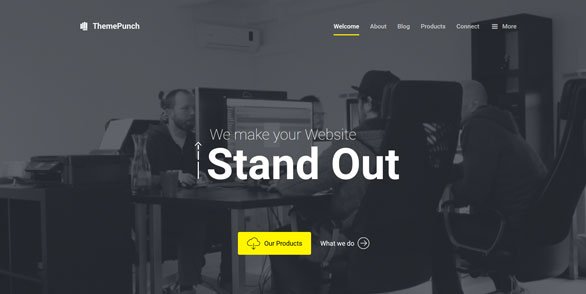 ThemePunch
Welcome About Blog Products Connect More
We make your Website
Stand Out
Our Products What we do